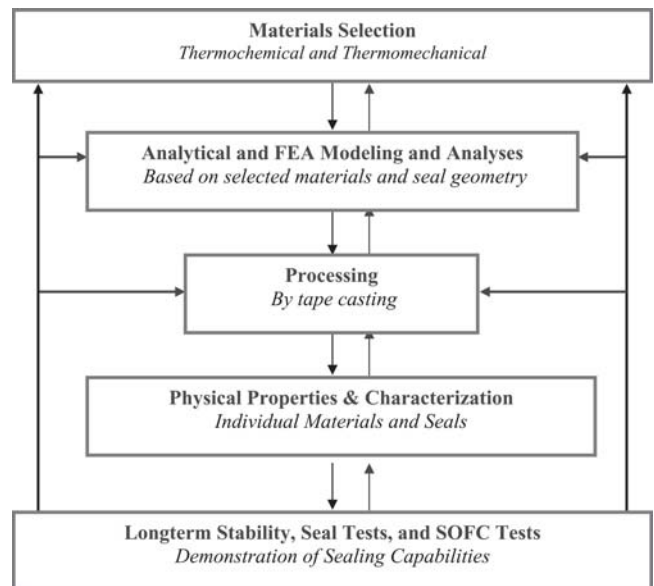 Materials Selection
Thermochemical and Thermomechanical
Analytical and FEA Modeling and Analyses
Based on selected materials and seal geometry
Processing
By tape casting
Physical Properties & Characterization
Individual Materials and Seals
Longterm Stability, Seal Tests, and SOFC Tests
Demonstration of Sealing Capabilities